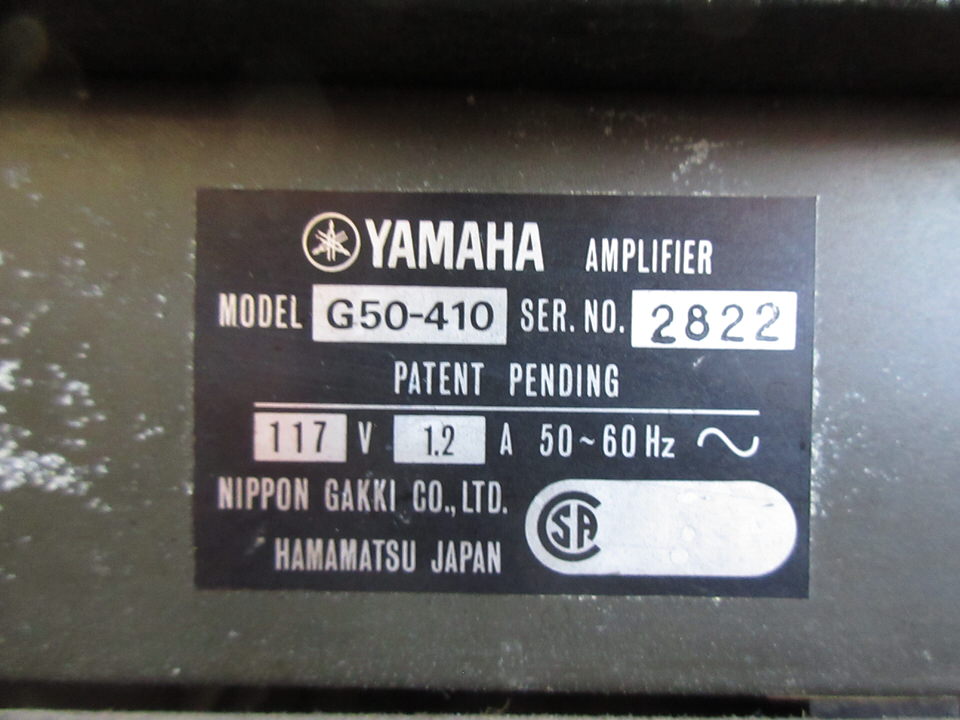 YAMAHA AMPLIFIER
MODEL G50-410 SER. NO. 2822
PATENT PENDING
117 V 1.2 A 50~60 Hz ~
NIPPON GAKKI CO., LTD.
HAMAMATSU JAPAN
CSA